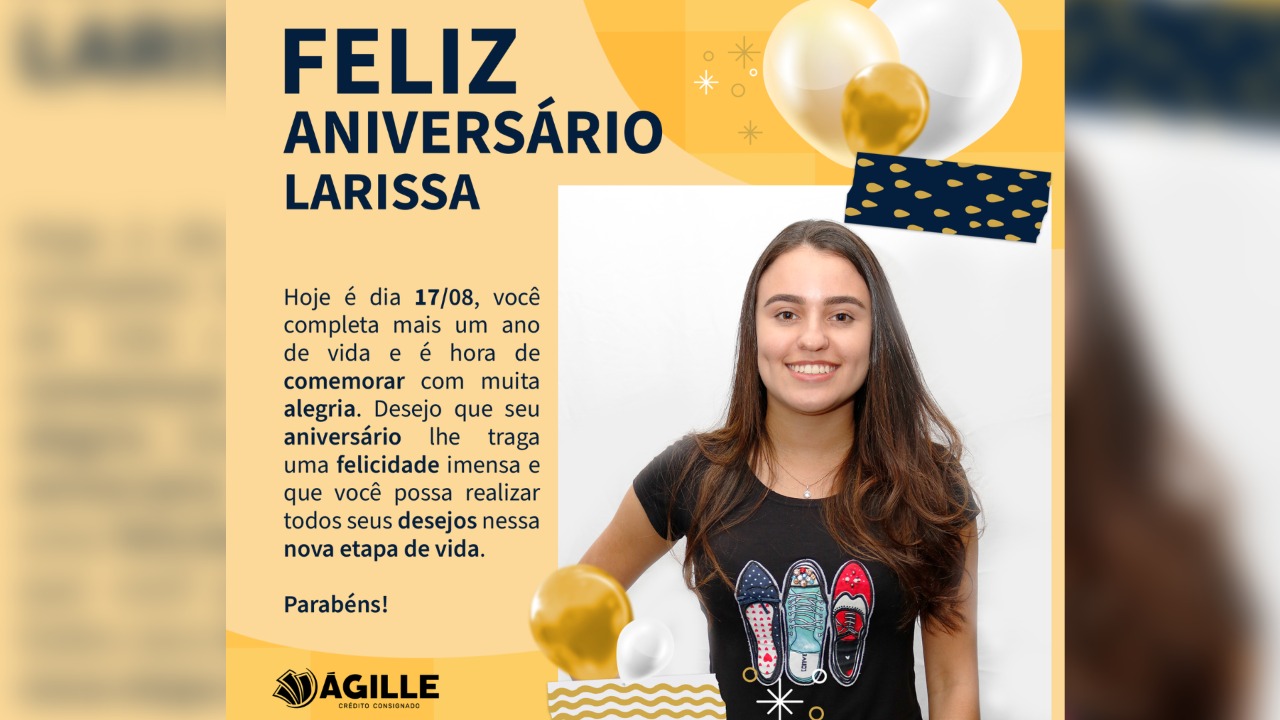 FELIZ
ANIVERSÁRIO
LARISSA
Hoje é dia 17/08, você
completa mais um ano
de vida e é hora de
comemorar com muita
alegria. Desejo que seu
aniversário lhe traga
uma felicidade imensa e
que você possa realizar
todos seus desejos nessa
nova etapa de vida.
Parabéns!
ÁGILLE
CRÉDITO CONSIGNADO